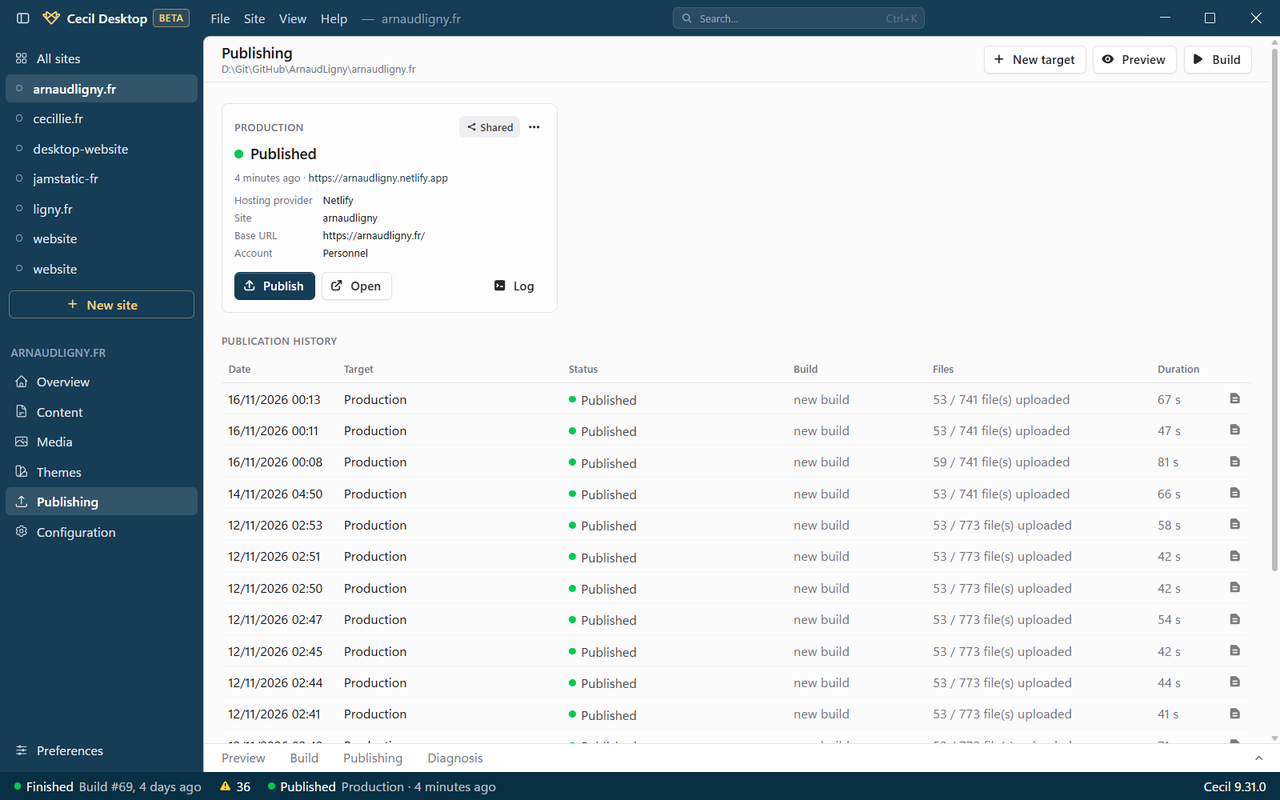 Cecil Desktop BETA File Site View Help — arnaudligny.fr Search... Ctrl+K
All sites
arnaudligny.fr
cecillie.fr
desktop-website
jamstatic-fr
ligny.fr
website
website
+ New site
ARNAUDLIGNY.FR
Overview
Content
Media
Themes
Publishing
Configuration
Preferences
Publishing
D:\Git\GitHub\ArnaudLigny\arnaudligny.fr
+ New target Preview Build
PRODUCTION Shared ···
Published
4 minutes ago · https://arnaudligny.netlify.app
Hosting provider Netlify
Site arnaudligny
Base URL https://arnaudligny.fr/
Account Personnel
Publish Open Log
PUBLICATION HISTORY
Date Target Status Build Files Duration
16/11/2026 00:13 Production Published new build 53 / 741 file(s) uploaded 67 s
16/11/2026 00:11 Production Published new build 53 / 741 file(s) uploaded 47 s
16/11/2026 00:08 Production Published new build 59 / 741 file(s) uploaded 81 s
14/11/2026 04:50 Production Published new build 53 / 741 file(s) uploaded 66 s
12/11/2026 02:53 Production Published new build 53 / 773 file(s) uploaded 58 s
12/11/2026 02:51 Production Published new build 53 / 773 file(s) uploaded 42 s
12/11/2026 02:50 Production Published new build 53 / 773 file(s) uploaded 42 s
12/11/2026 02:47 Production Published new build 53 / 773 file(s) uploaded 54 s
12/11/2026 02:45 Production Published new build 53 / 773 file(s) uploaded 42 s
12/11/2026 02:44 Production Published new build 53 / 773 file(s) uploaded 44 s
12/11/2026 02:41 Production Published new build 53 / 773 file(s) uploaded 41 s
Preview Build Publishing Diagnosis
Finished Build #69, 4 days ago 36 Published Production · 4 minutes ago Cecil 9.31.0